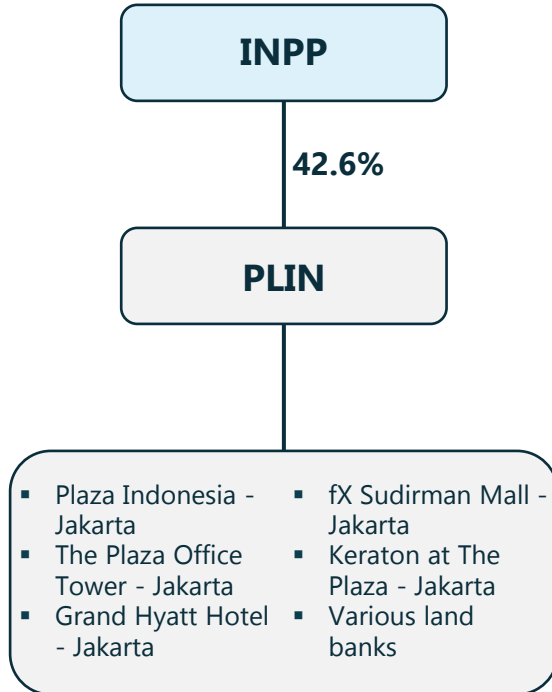 INPP
42.6%
PLIN
▪ Plaza Indonesia -
Jakarta
▪ The Plaza Office
Tower - Jakarta
▪ Grand Hyatt Hotel
- Jakarta
▪ fX Sudirman Mall -
Jakarta
▪ Keraton at The
Plaza - Jakarta
▪ Various land
banks